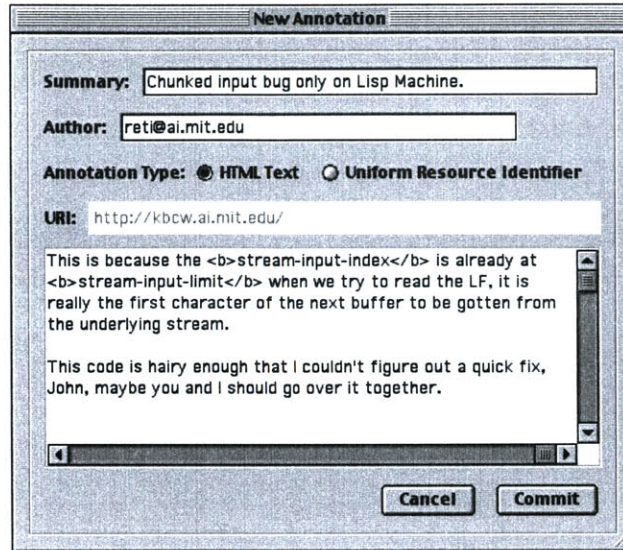 New Annotation
Summary: Chunked input bug only on Lisp Machine.
Author: reti@ai.mit.edu
Annotation Type: HTML Text Uniform Resource Identifier
URI: http://kbcw.ai.mit.edu/
This is because the <b>stream-input-index</b> is already at
<b>stream-input-limit</b> when we try to read the LF, it is
really the first character of the next buffer to be gotten from
the underlying stream.
This code is hairy enough that I couldn't figure out a quick fix,
John, maybe you and I should go over it together.
Cancel Commit